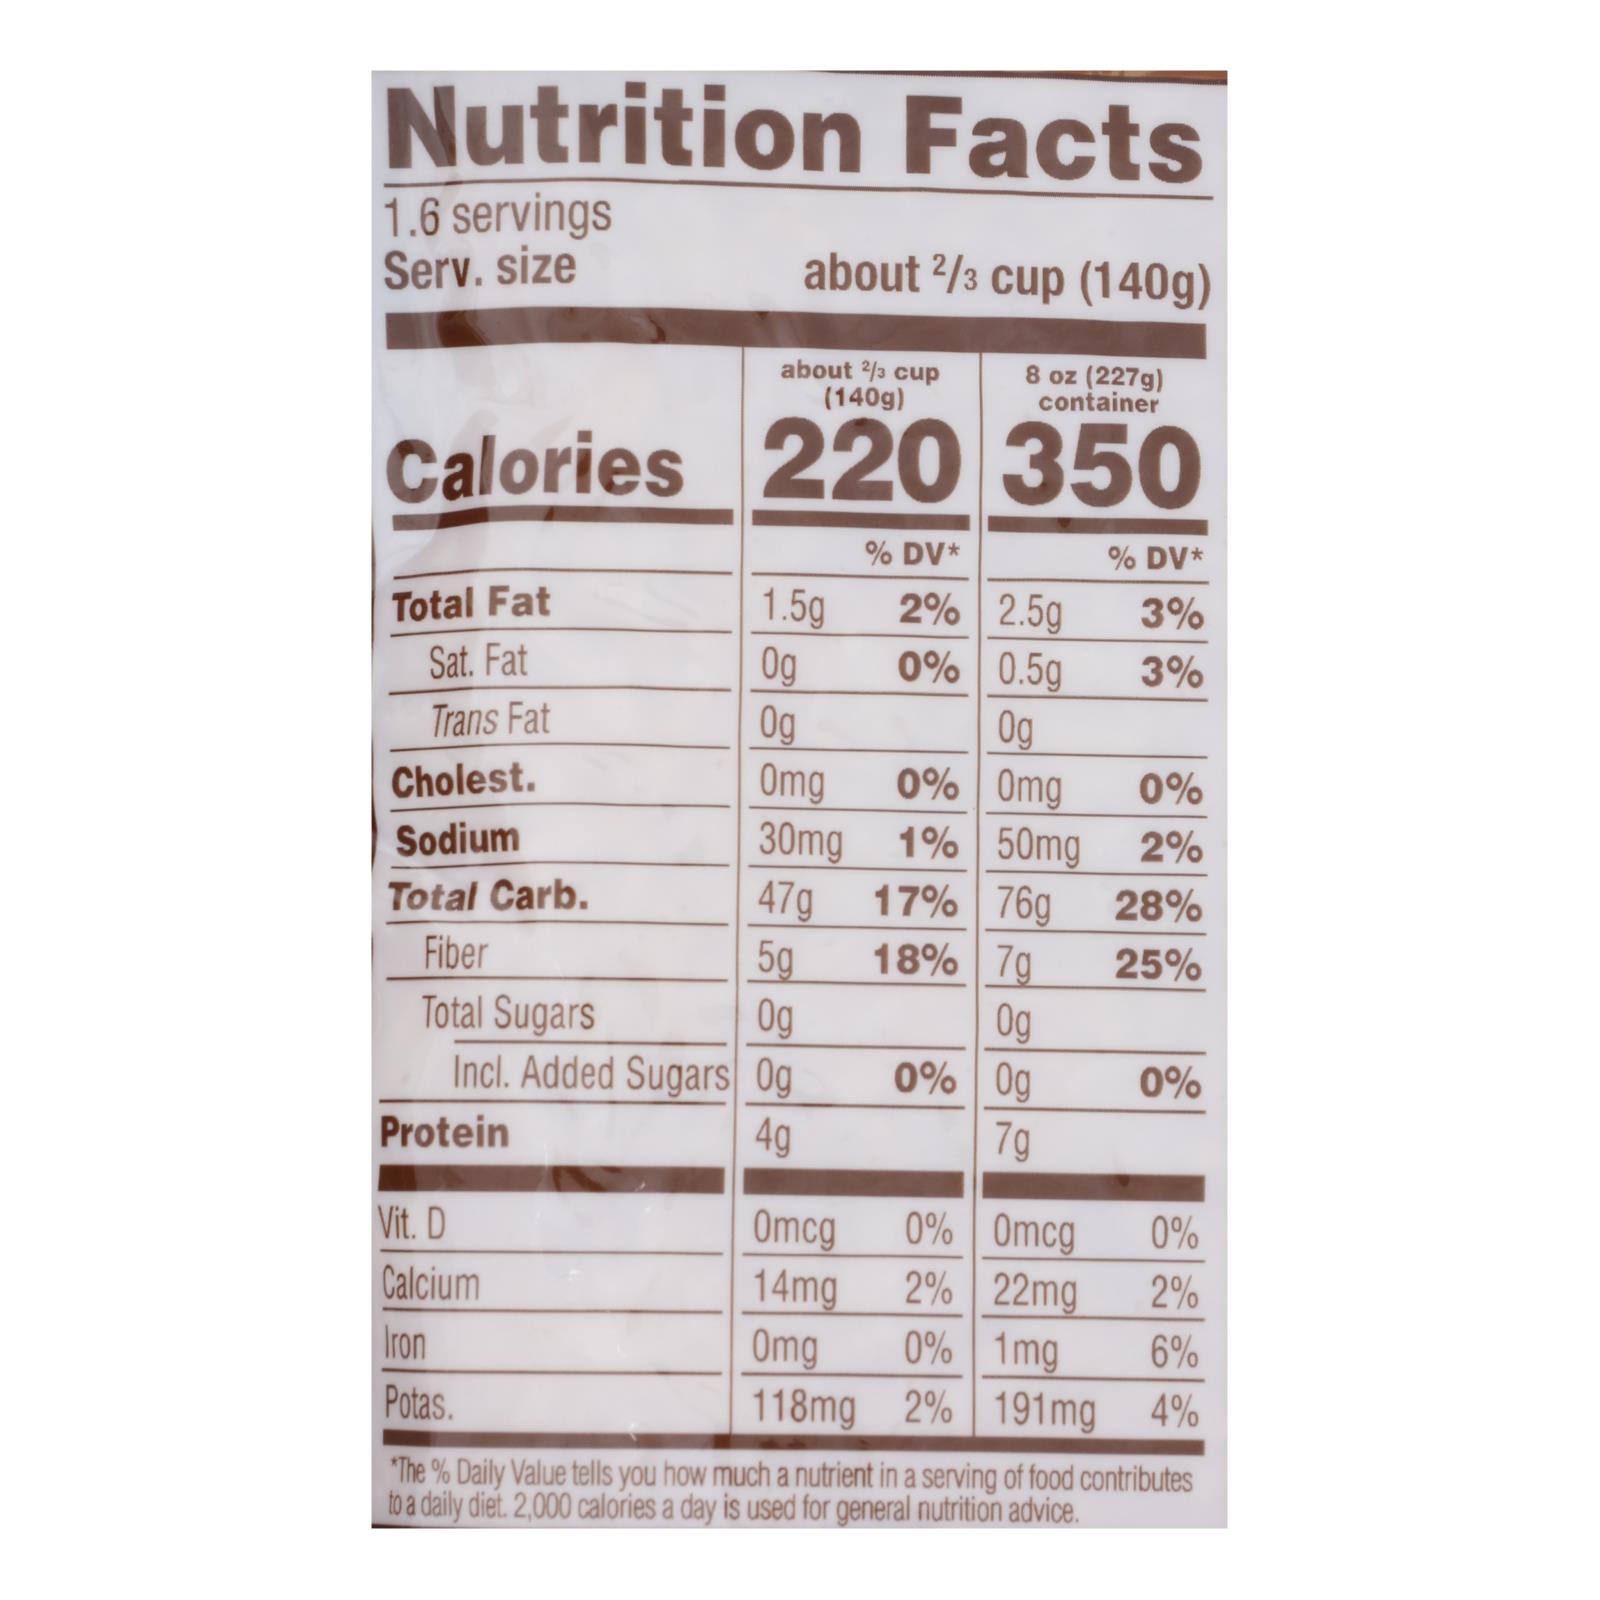 Nutrition Facts
1.6 servings
Serv. size about 2/3 cup (140g)
about 2/3 cup (140g) 8 oz (227g) container
Calories 220 350
% DV* % DV*
Total Fat 1.5g 2% 2.5g 3%
Sat. Fat 0g 0% 0.5g 3%
Trans Fat 0g 0g
Cholest. 0mg 0% 0mg 0%
Sodium 30mg 1% 50mg 2%
Total Carb. 47g 17% 76g 28%
Fiber 5g 18% 7g 25%
Total Sugars 0g 0g
Incl. Added Sugars 0g 0% 0g 0%
Protein 4g 7g
Vit. D 0mcg 0% 0mcg 0%
Calcium 14mg 2% 22mg 2%
Iron 0mg 0% 1mg 6%
Potas. 118mg 2% 191mg 4%
*The % Daily Value tells you how much a nutrient in a serving of food contributes
to a daily diet. 2,000 calories a day is used for general nutrition advice.